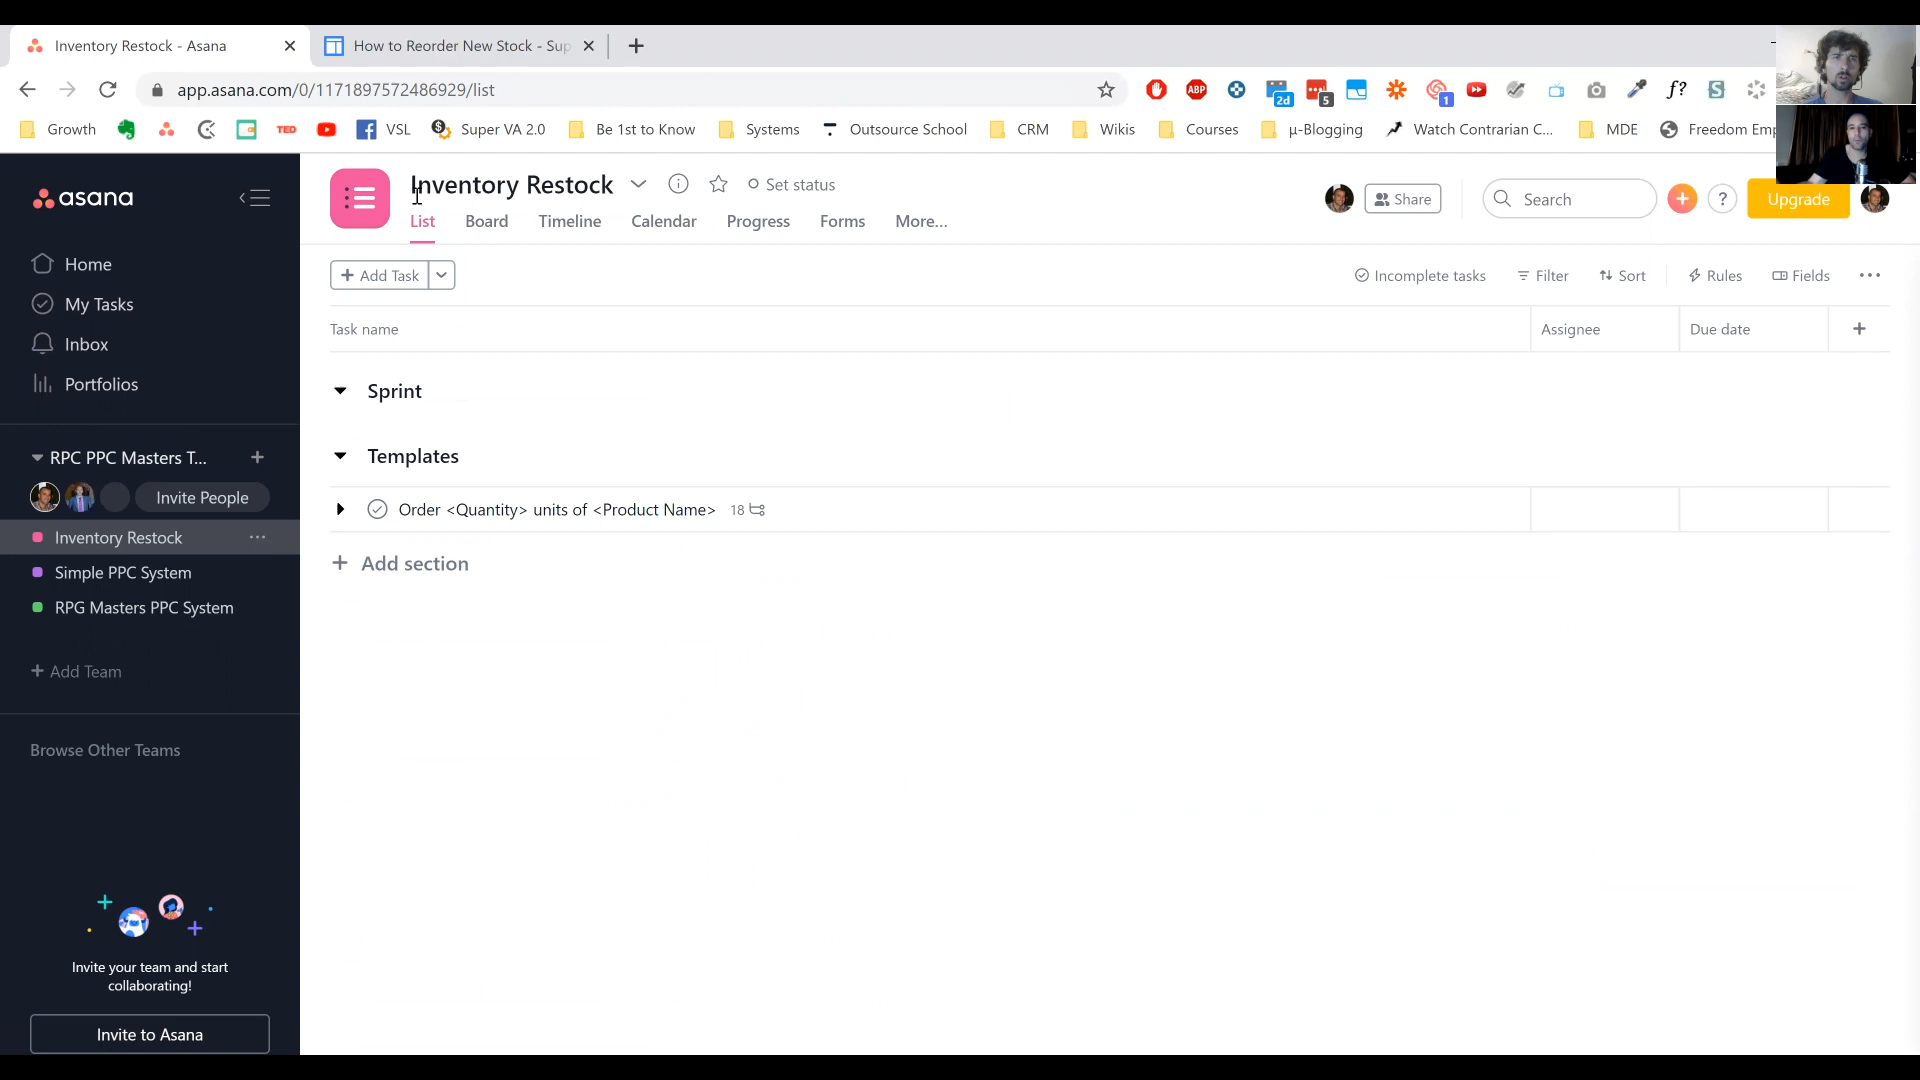 Inventory Restock - Asana
How to Reorder New Stock - Sup
app.asana.com/0/1171897572486929/list
ABP
2d
5
1
f?
Growth
TED
VSL
Super VA 2.0
Be 1st to Know
Systems
Outsource School
CRM
Wikis
Courses
µ-Blogging
Watch Contrarian C...
MDE
Freedom Emp
asana
Home
My Tasks
Inbox
Portfolios
RPC PPC Masters T...
Invite People
Inventory Restock
Simple PPC System
RPG Masters PPC System
+ Add Team
Browse Other Teams
Invite your team and start
collaborating!
Invite to Asana
Inventory Restock
Set status
List
Board
Timeline
Calendar
Progress
Forms
More...
Share
Search
?
Upgrade
+ Add Task
Incomplete tasks
Filter
Sort
Rules
Fields
Task name
Assignee
Due date
+
Sprint
Templates
Order <Quantity> units of <Product Name>
18
+ Add section